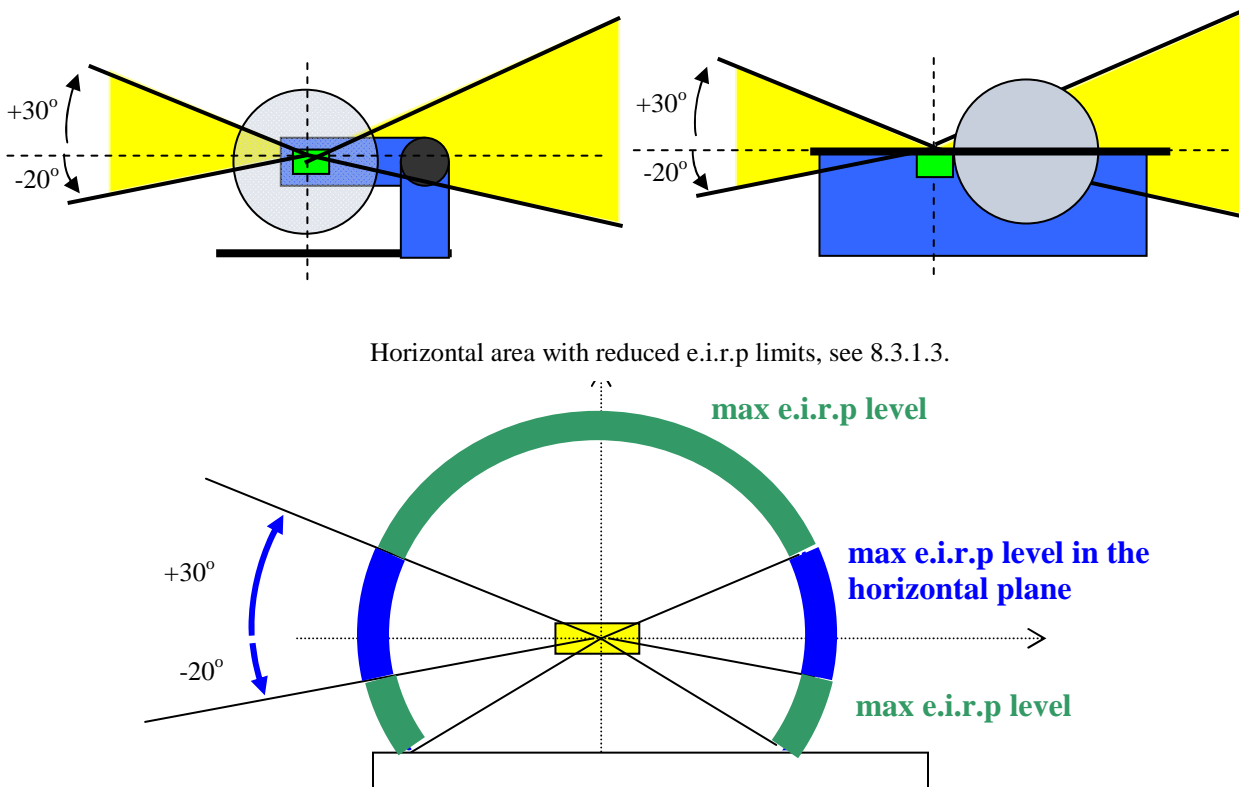 +30°
-20°
+30°
-20°
Horizontal area with reduced e.i.r.p limits, see 8.3.1.3.
max e.i.r.p level
+30°
max e.i.r.p level in the
horizontal plane
-20°
max e.i.r.p level